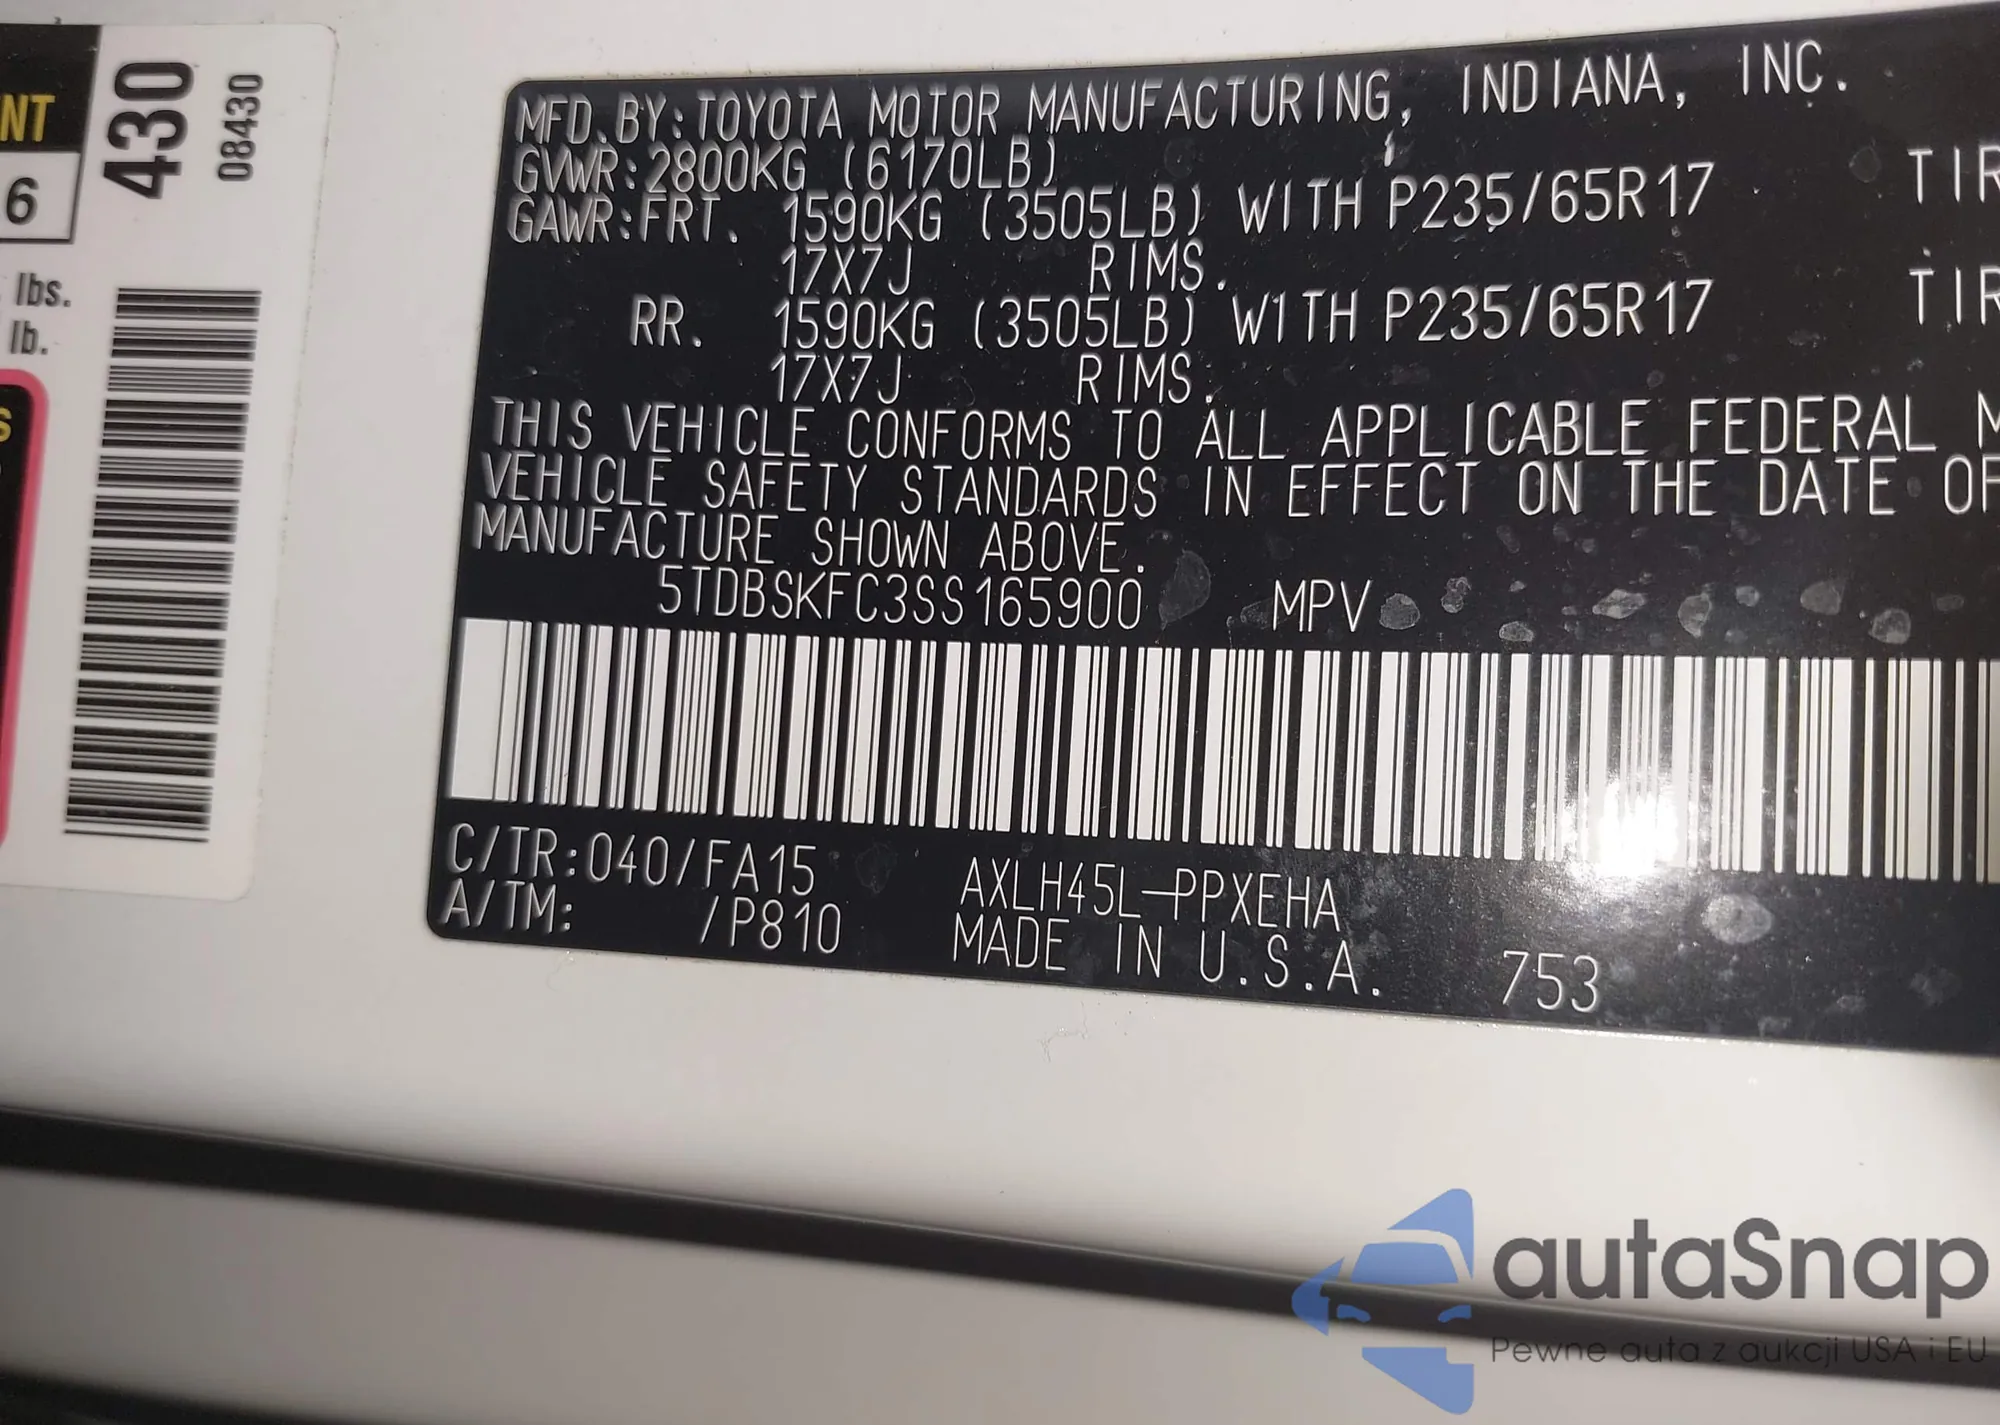 NT
6
lbs.
lb.
S
430
08430
MFD.BY:TOYOTA MOTOR MANUFACTURING, INDIANA, INC.
GVWR:2800KG (6170LB)
GAWR:FRT. 1590KG (3505LB) WITH P235/65R17 TIR
17X7J RIMS.
RR. 1590KG (3505LB) WITH P235/65R17 TIR
17X7J RIMS.
THIS VEHICLE CONFORMS TO ALL APPLICABLE FEDERAL M
VEHICLE SAFETY STANDARDS IN EFFECT ON THE DATE OF
MANUFACTURE SHOWN ABOVE.
5TDBSKFC3SS165900 MPV
C/TR:040/FA15 AXLH45L-PPXEHA
A/TM: /P810 MADE IN U.S.A. 753
autaSnap
Pewne auta z aukcji USA i EU